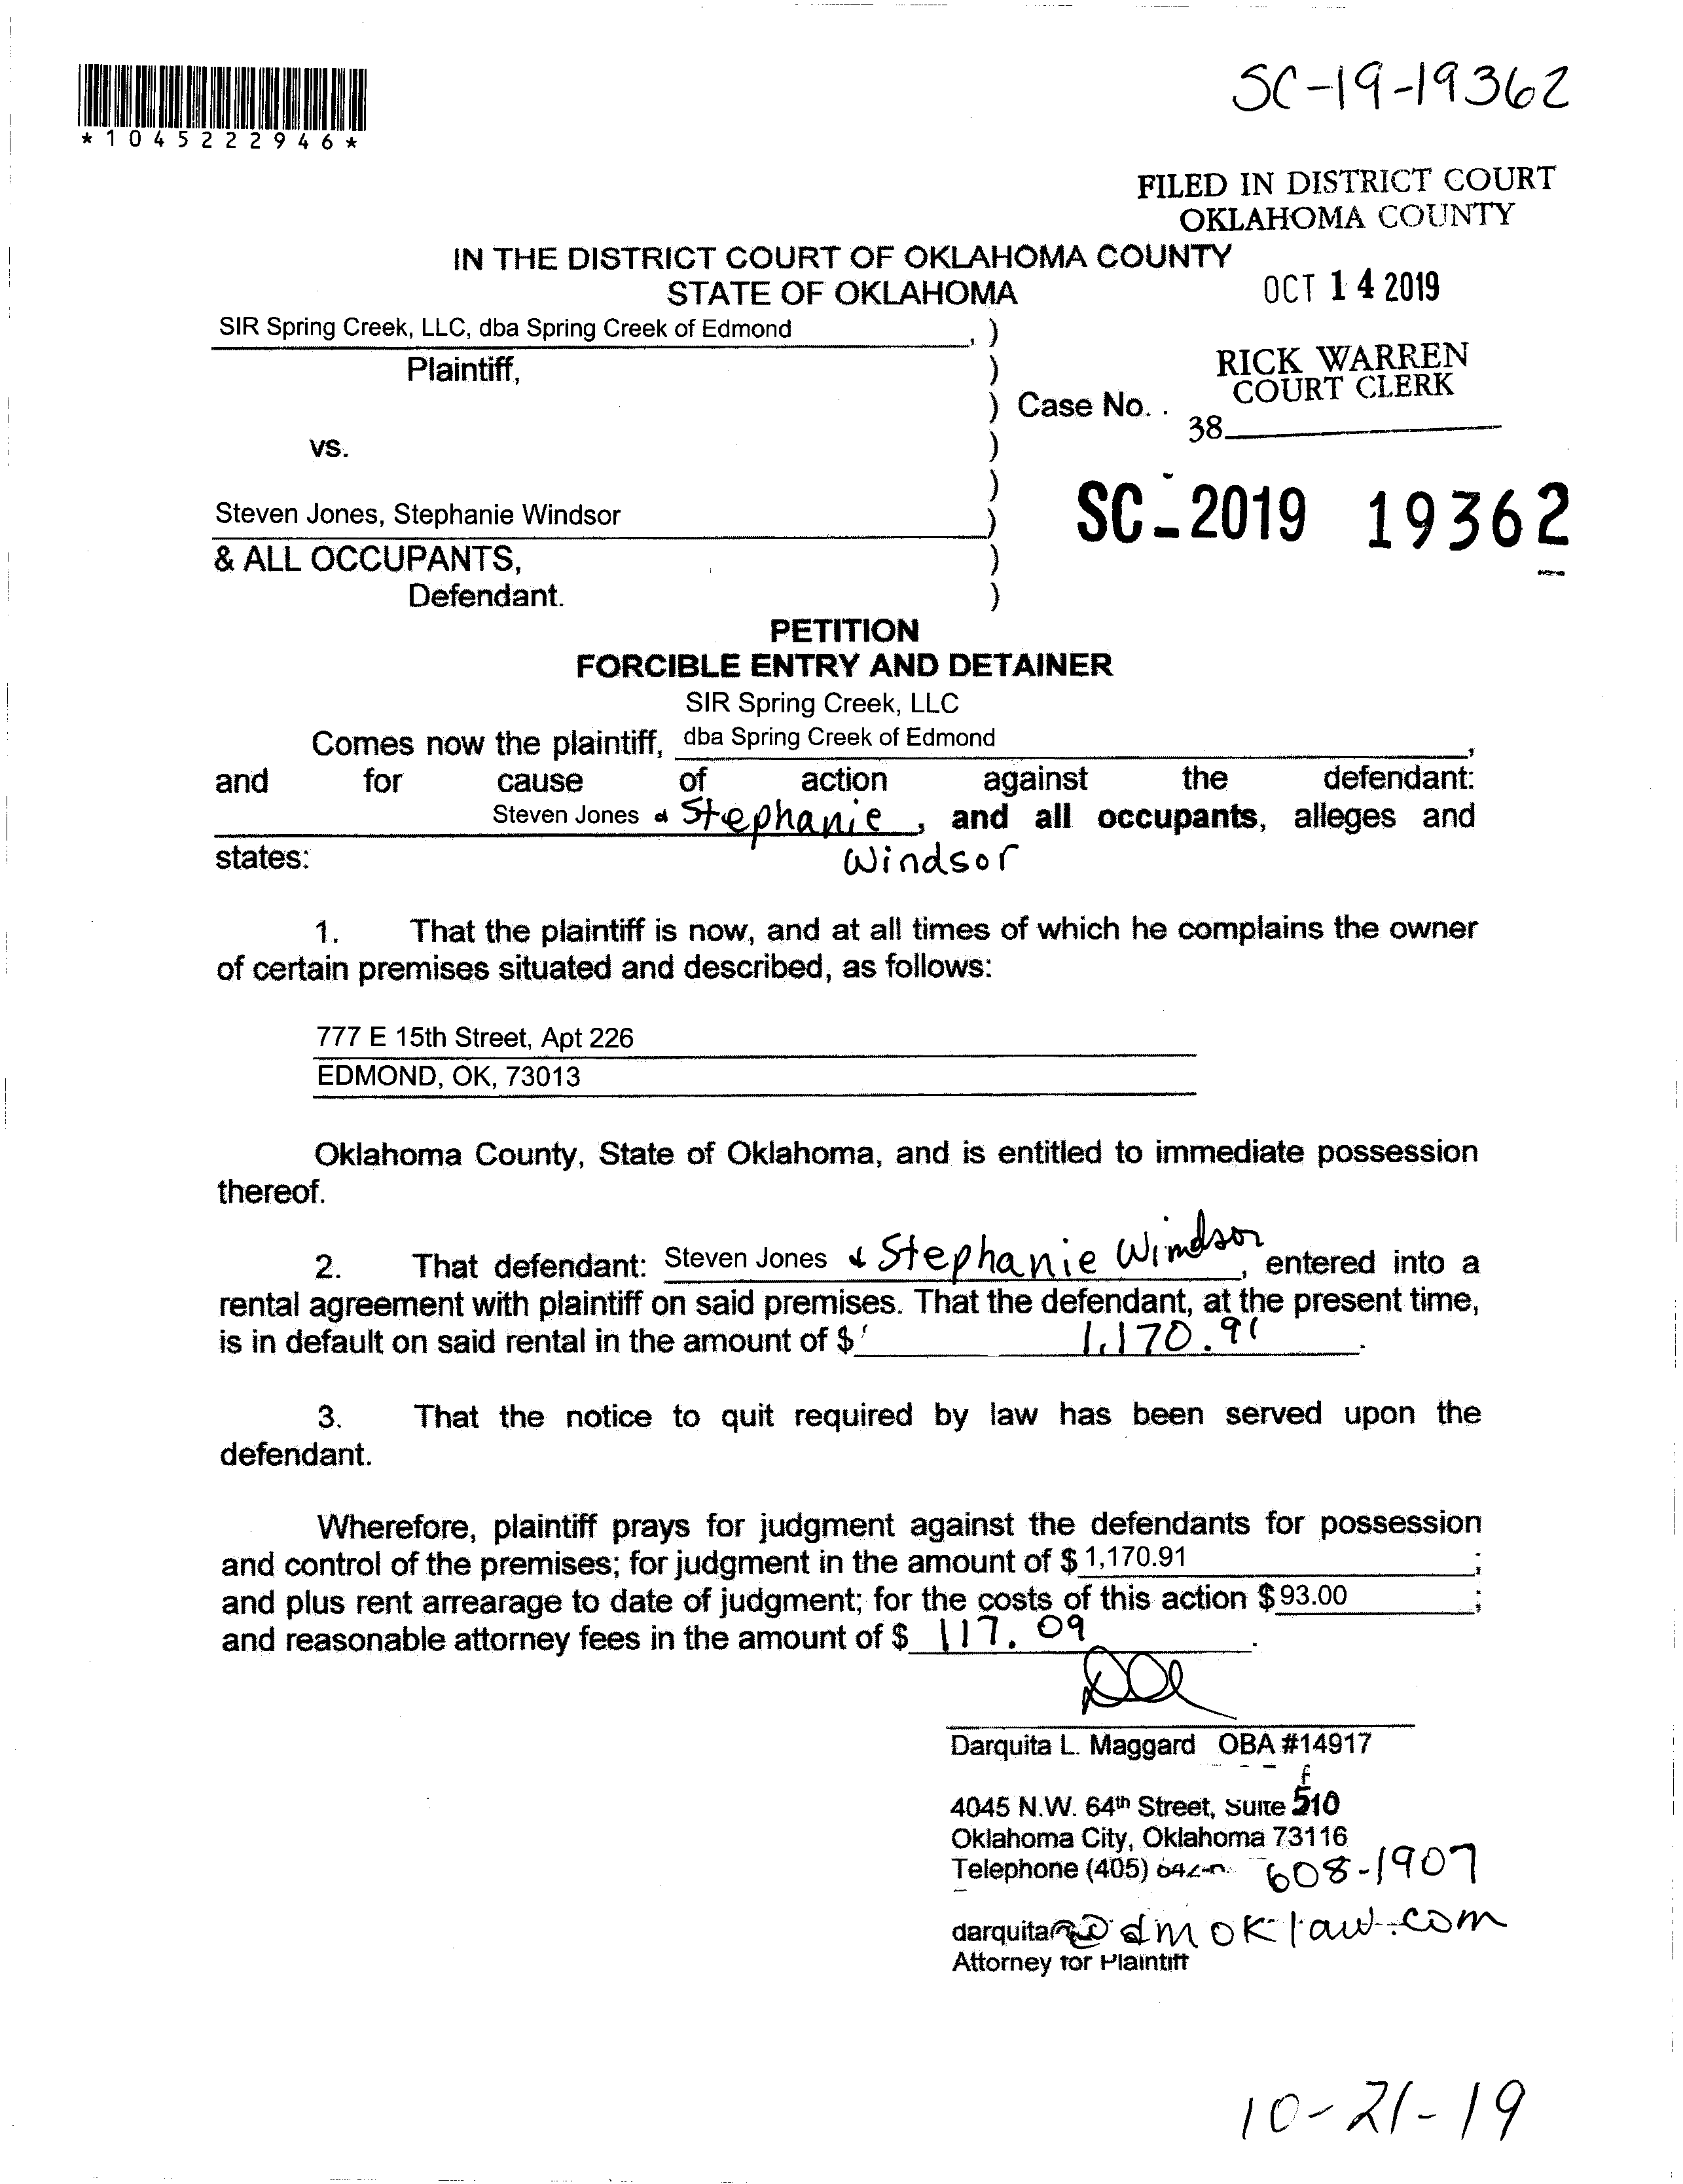 SC-19-19362
*1045222946*
FILED IN DISTRICT COURT
OKLAHOMA COUNTY
IN THE DISTRICT COURT OF OKLAHOMA COUNTY
STATE OF OKLAHOMA
OCT 14 2019
SIR Spring Creek, LLC, dba Spring Creek of Edmond , )
Plaintiff, )
RICK WARREN
COURT CLERK
) Case No. .
38
vs. )
)
Steven Jones, Stephanie Windsor )
SC-2019 19362
& ALL OCCUPANTS, )
Defendant. )
PETITION
FORCIBLE ENTRY AND DETAINER
SIR Spring Creek, LLC
Comes now the plaintiff, dba Spring Creek of Edmond ,
and for cause of action against the defendant:
Steven Jones & Stephanie , and all occupants, alleges and
states: Windsor
1. That the plaintiff is now, and at all times of which he complains the owner
of certain premises situated and described, as follows:
777 E 15th Street, Apt 226
EDMOND, OK, 73013
Oklahoma County, State of Oklahoma, and is entitled to immediate possession
thereof.
2. That defendant: Steven Jones & Stephanie Windsor, entered into a
rental agreement with plaintiff on said premises. That the defendant, at the present time,
is in default on said rental in the amount of $ 1,170.91.
3. That the notice to quit required by law has been served upon the
defendant.
Wherefore, plaintiff prays for judgment against the defendants for possession
and control of the premises; for judgment in the amount of $ 1,170.91 ;
and plus rent arrearage to date of judgment; for the costs of this action $ 93.00 ;
and reasonable attorney fees in the amount of $ 117.09 .
Darquita L. Maggard OBA #14917
4045 N.W. 64th Street, Suite 510
Oklahoma City, Oklahoma 73116
Telephone (405) 608-1907
darquita@dmoklaw.com
Attorney for Plaintiff
10-21-19